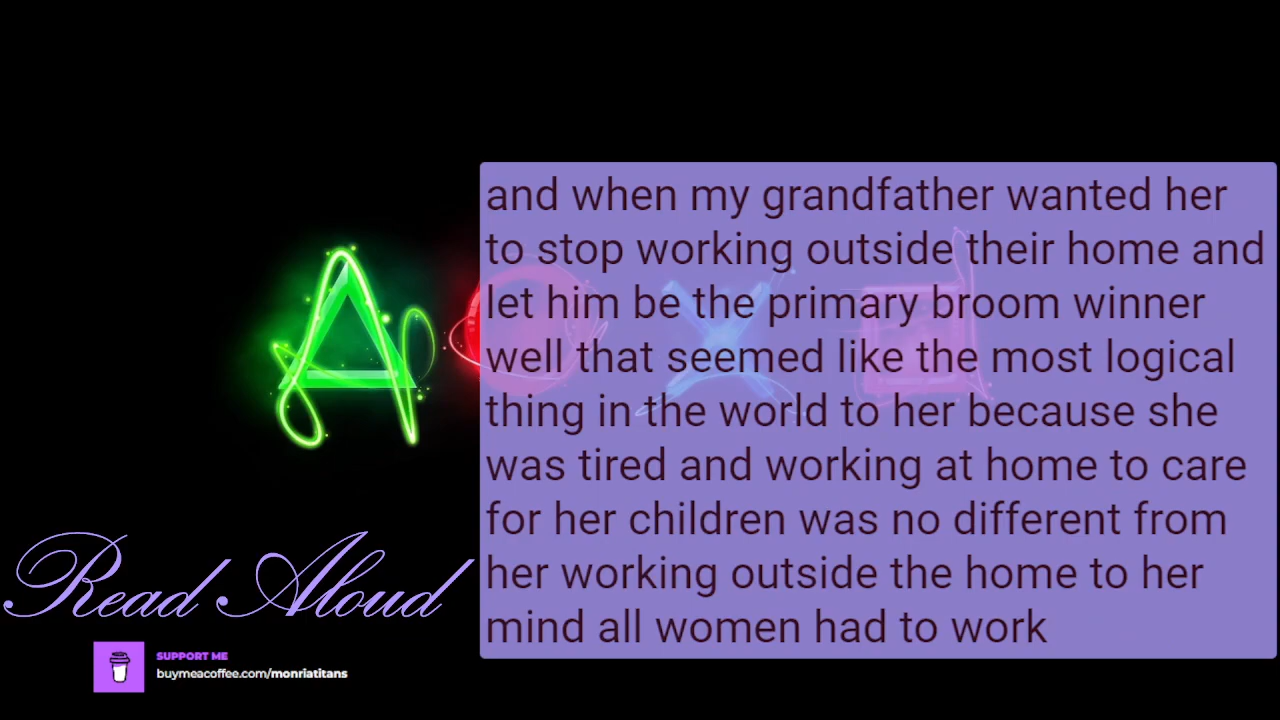 and when my grandfather wanted her
to stop working outside their home and
let him be the primary broom winner
well that seemed like the most logical
thing in the world to her because she
was tired and working at home to care
for her children was no different from
her working outside the home to her
mind all women had to work
Read Aloud
SUPPORT ME
buymeacoffee.com/monriatitans